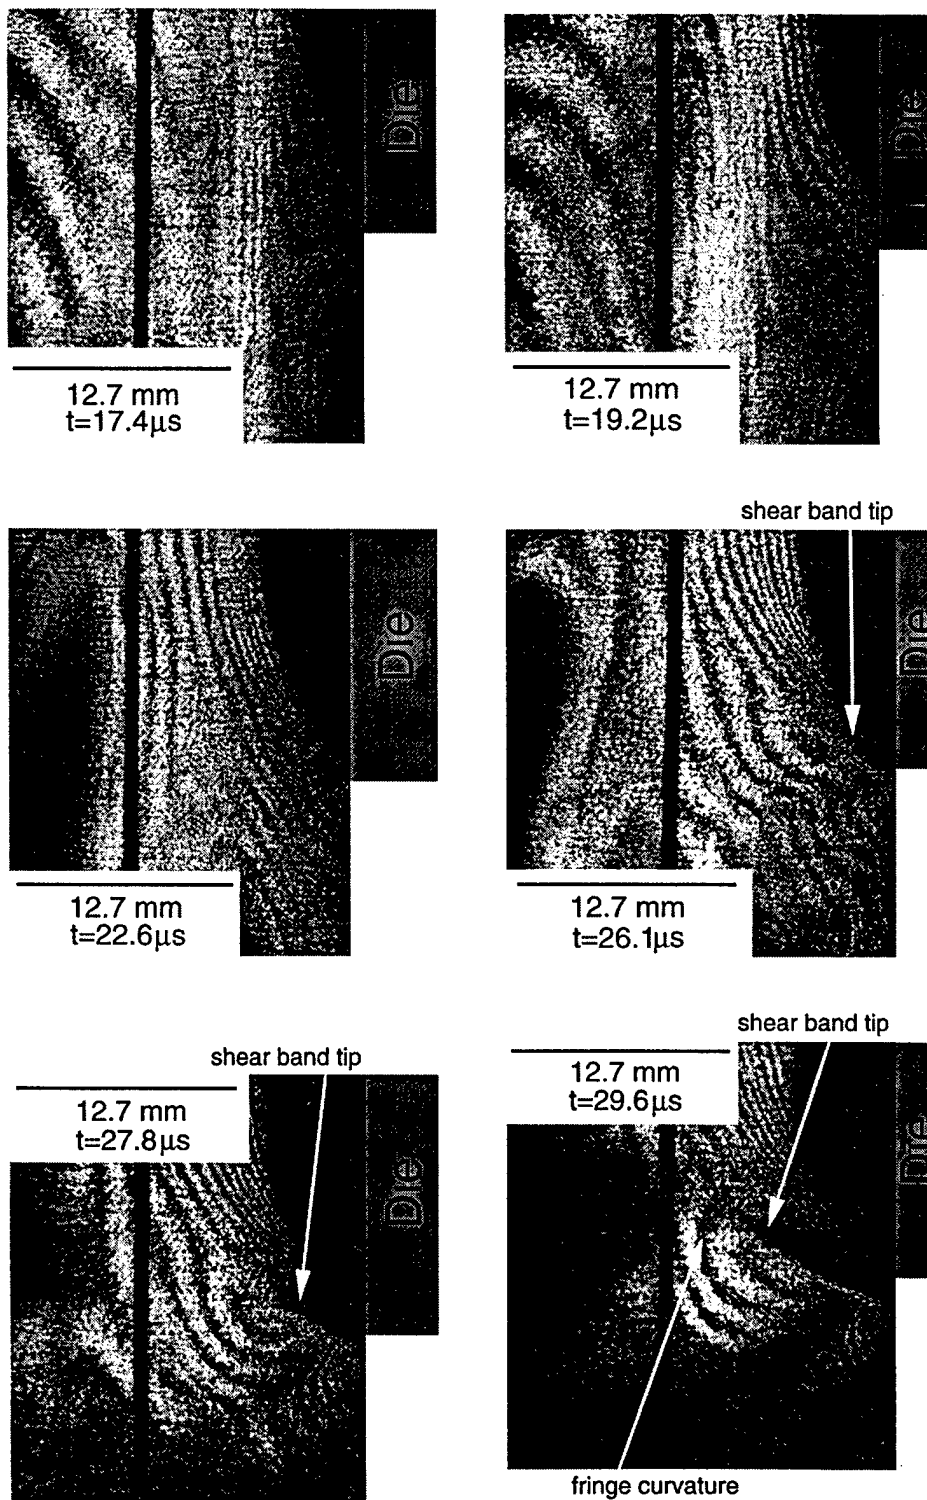 Die
12.7 mm
t=17.4µs
Die
12.7 mm
t=19.2µs
Die
12.7 mm
t=22.6µs
shear band tip
Die
12.7 mm
t=26.1µs
shear band tip
12.7 mm
t=27.8µs
Die
shear band tip
12.7 mm
t=29.6µs
Die
fringe curvature